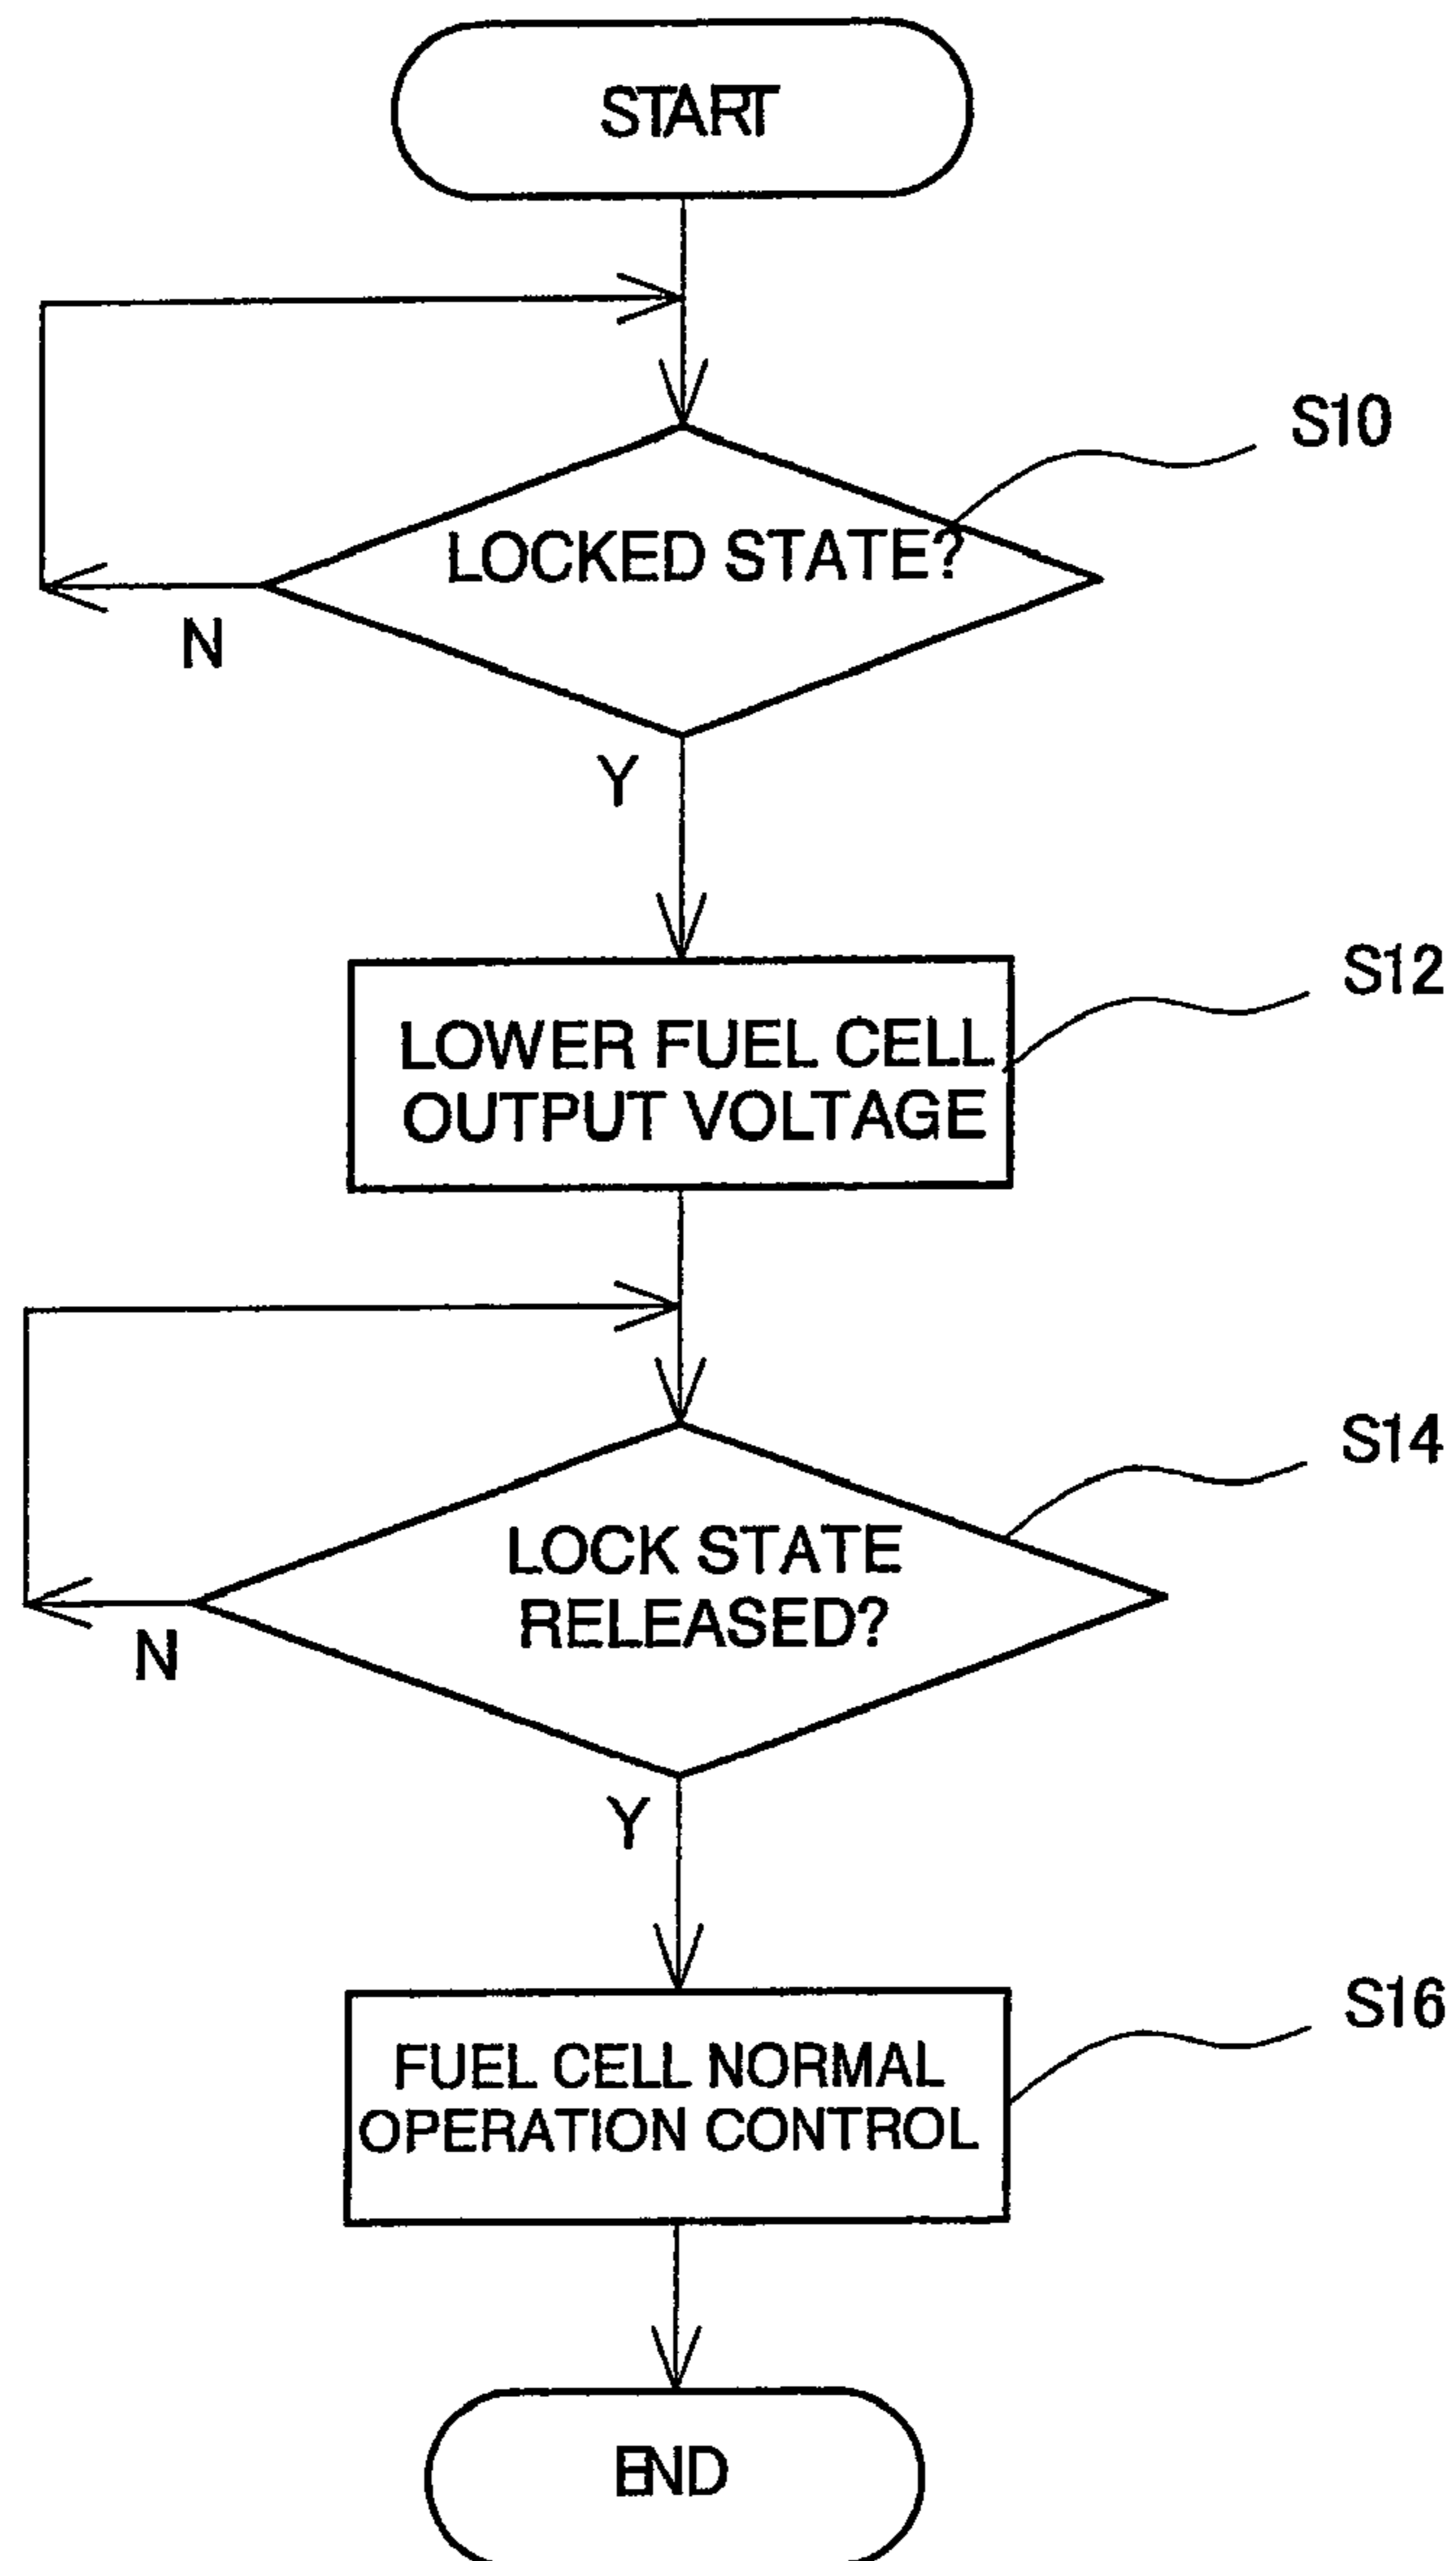 START
S10
LOCKED STATE?
N
Y
S12
LOWER FUEL CELL
OUTPUT VOLTAGE
S14
LOCK STATE
RELEASED?
N
Y
S16
FUEL CELL NORMAL
OPERATION CONTROL
END